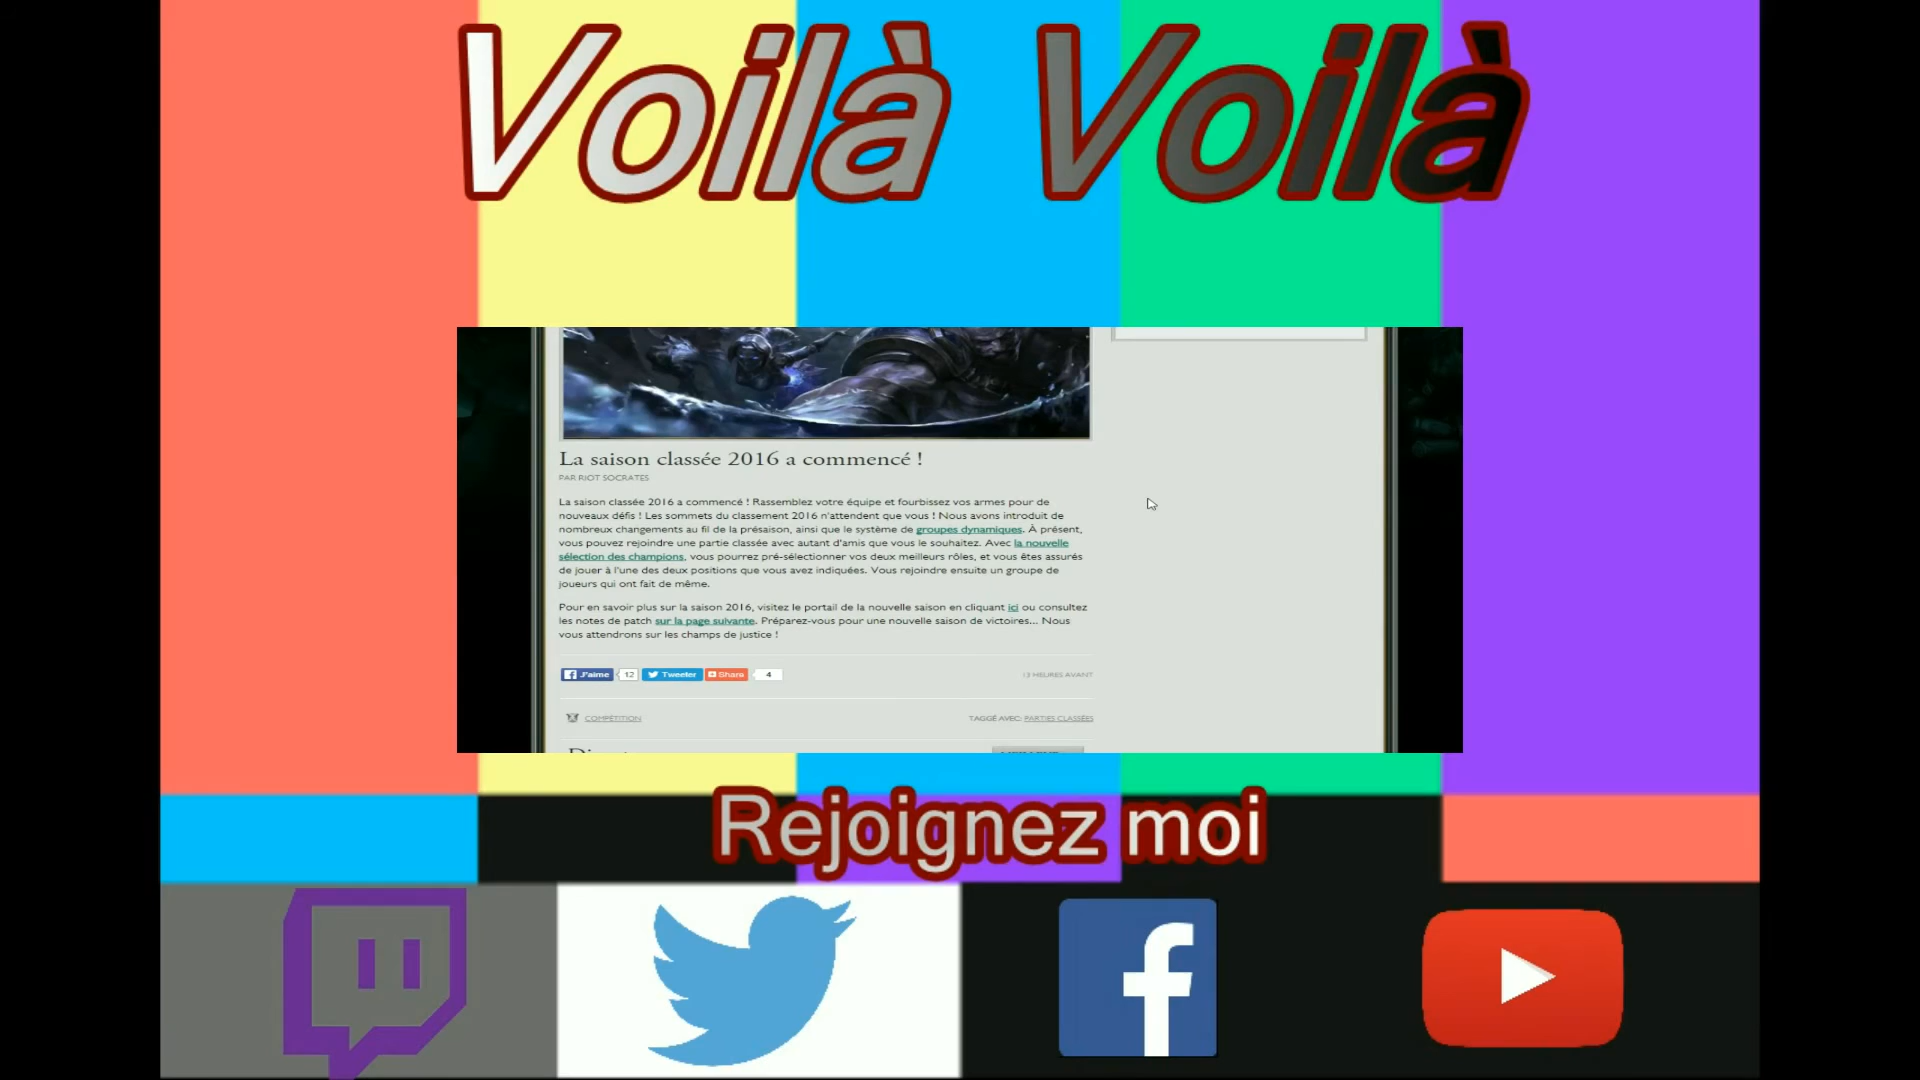 Voilà Voilà
La saison classée 2016 a commencé !
PAR RIOT SOCRATES
La saison classée 2016 a commencé ! Rassemblez votre équipe et fourbissez vos armes pour de
nouveaux défis ! Les sommets du classement 2016 n'attendent que vous ! Nous avons introduit de
nombreux changements au fil de la présaison, ainsi que le système de groupes dynamiques. À présent,
vous pouvez rejoindre une partie classée avec autant d'amis que vous le souhaitez. Avec la nouvelle
sélection des champions, vous pourrez pré-sélectionner vos deux meilleurs rôles, et vous êtes assurés
de jouer à l'une des deux positions que vous avez indiquées. Vous rejoindre ensuite un groupe de
joueurs qui ont fait de même.
Pour en savoir plus sur la saison 2016, visitez le portail de la nouvelle saison en cliquant ici ou consultez
les notes de patch sur la page suivante. Préparez-vous pour une nouvelle saison de victoires... Nous
vous attendrons sur les champs de justice !
J'aime 12 Tweeter Share 4 13 HEURES AVANT
COMPÉTITION TAGGÉ AVEC: PARTIES CLASSÉES
Rejoignez moi